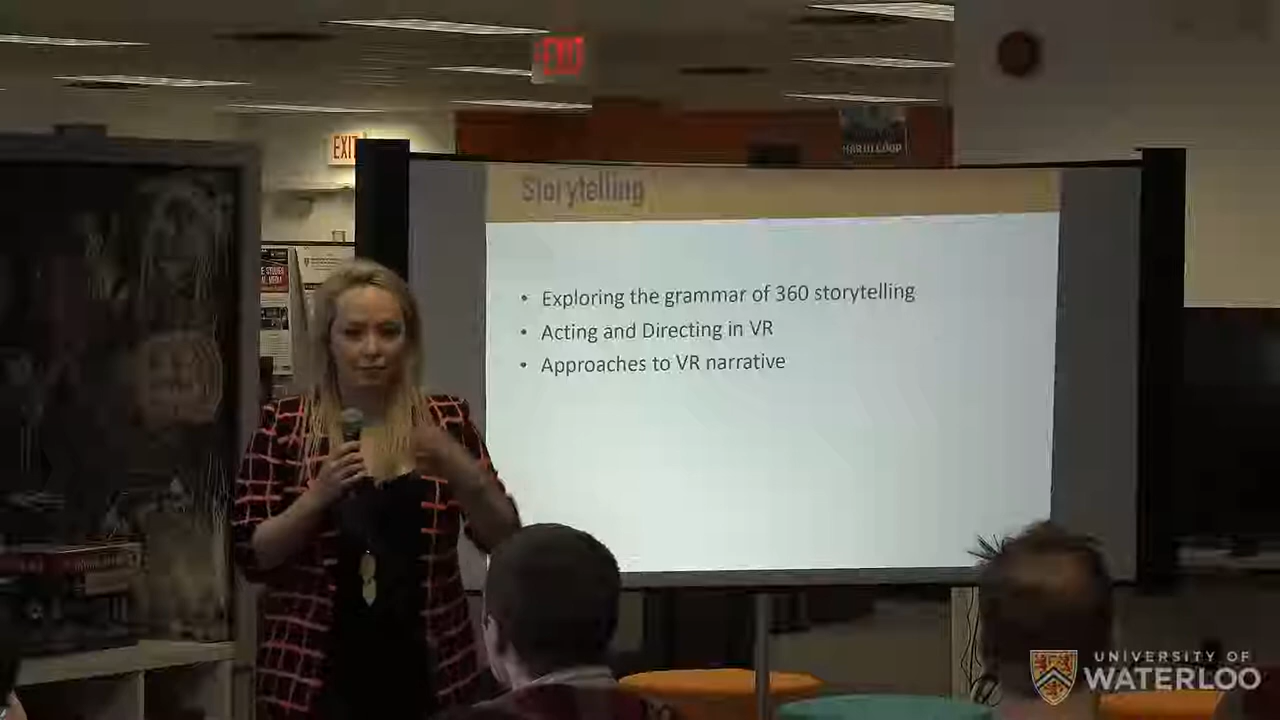 EXIT
EXIT
Storytelling
• Exploring the grammar of 360 storytelling
• Acting and Directing in VR
• Approaches to VR narrative
UNIVERSITY OF
WATERLOO